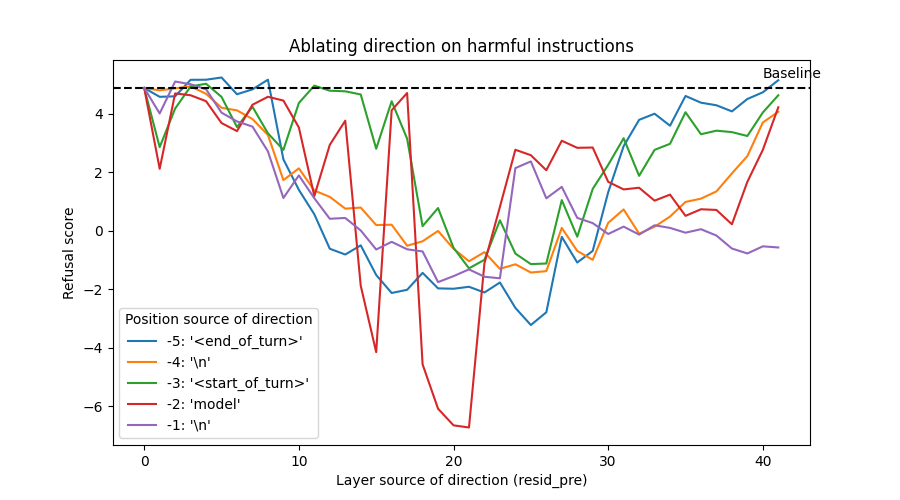 Ablating direction on harmful instructions
Baseline
Refusal score
4
2
0
−2
−4
−6
Position source of direction
-5: '<end_of_turn>'
-4: '\n'
-3: '<start_of_turn>'
-2: 'model'
-1: '\n'
0 10 20 30 40
Layer source of direction (resid_pre)